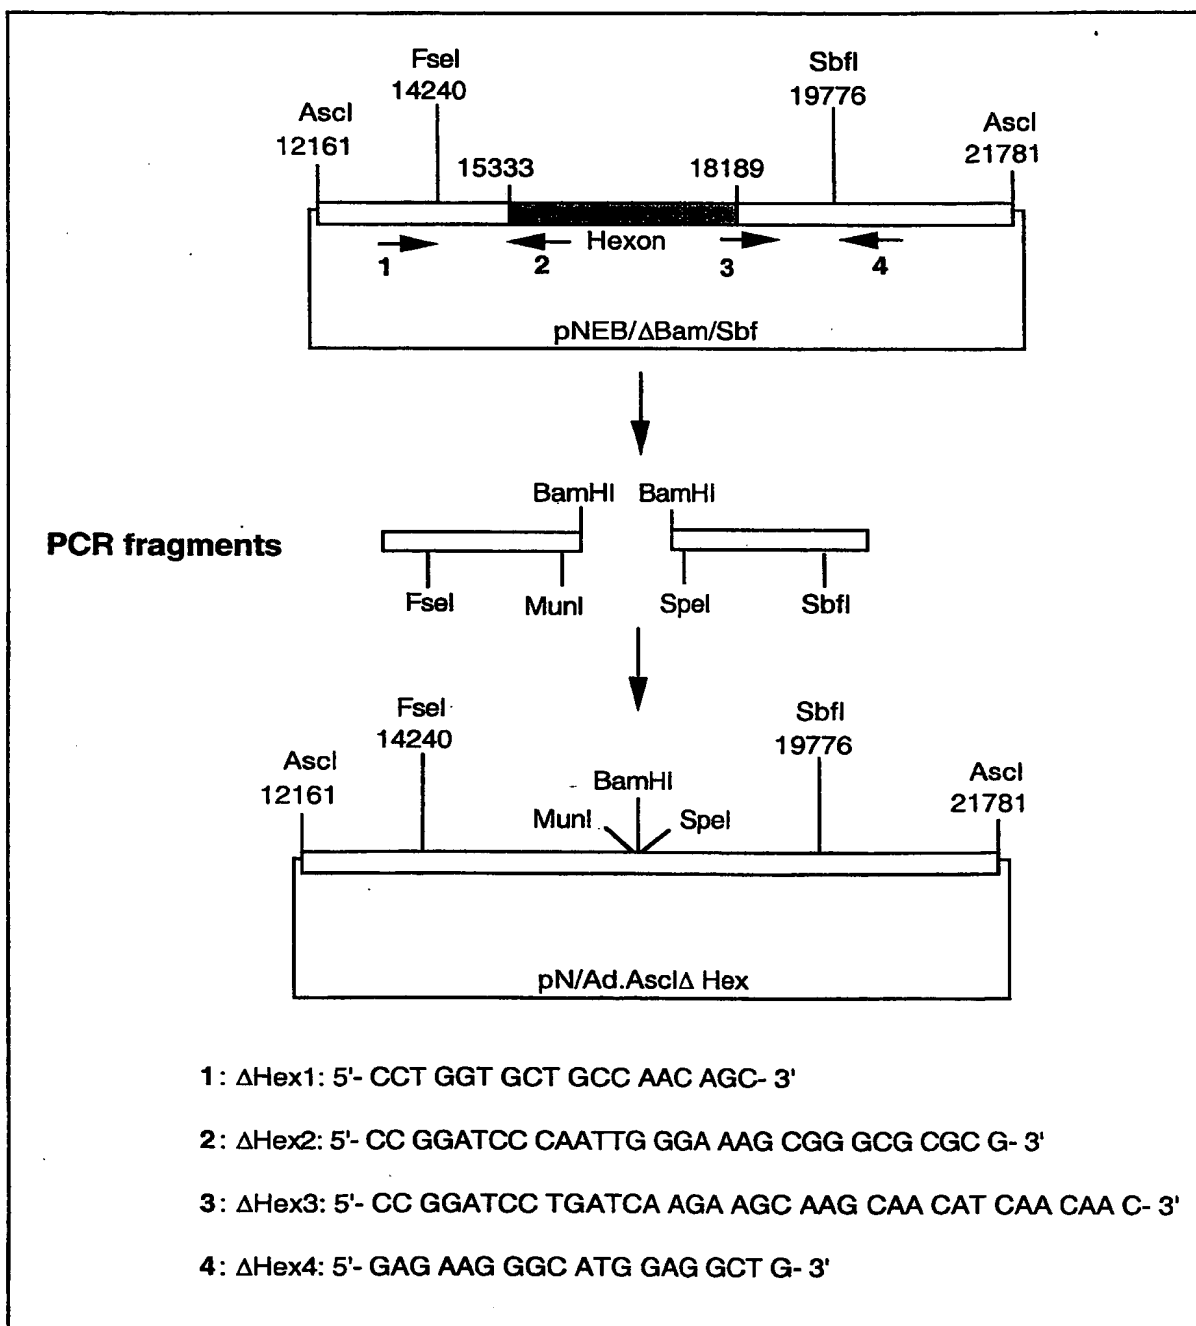 FseI
14240
SbfI
19776
AscI
12161
AscI
21781
15333
18189
Hexon
1
2
3
4
pNEB/ΔBam/Sbf
BamHI BamHI
PCR fragments
FseI
MunI
SpeI
SbfI
FseI
14240
SbfI
19776
AscI
12161
BamHI
AscI
21781
MunI
SpeI
pN/Ad.AscIΔ Hex
1: ΔHex1: 5'- CCT GGT GCT GCC AAC AGC- 3'
2: ΔHex2: 5'- CC GGATCC CAATTG GGA AAG CGG GCG CGC G- 3'
3: ΔHex3: 5'- CC GGATCC TGATCA AGA AGC AAG CAA CAT CAA CAA C- 3'
4: ΔHex4: 5'- GAG AAG GGC ATG GAG GCT G- 3'